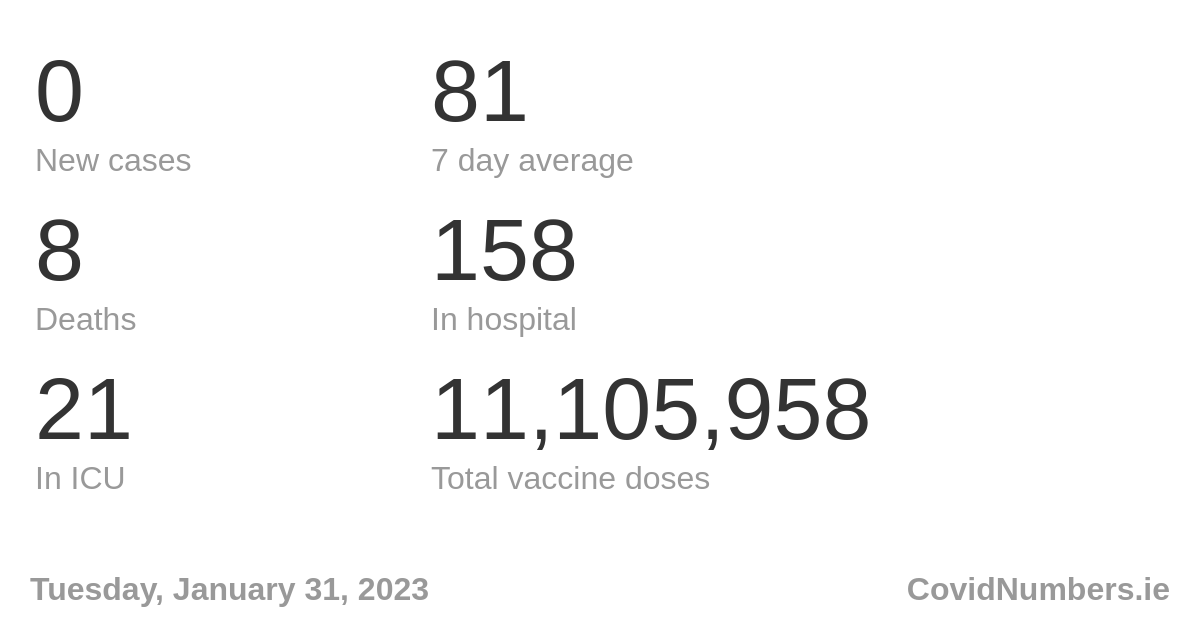 0
New cases
81
7 day average
8
Deaths
158
In hospital
21
In ICU
11,105,958
Total vaccine doses
Tuesday, January 31, 2023
CovidNumbers.ie